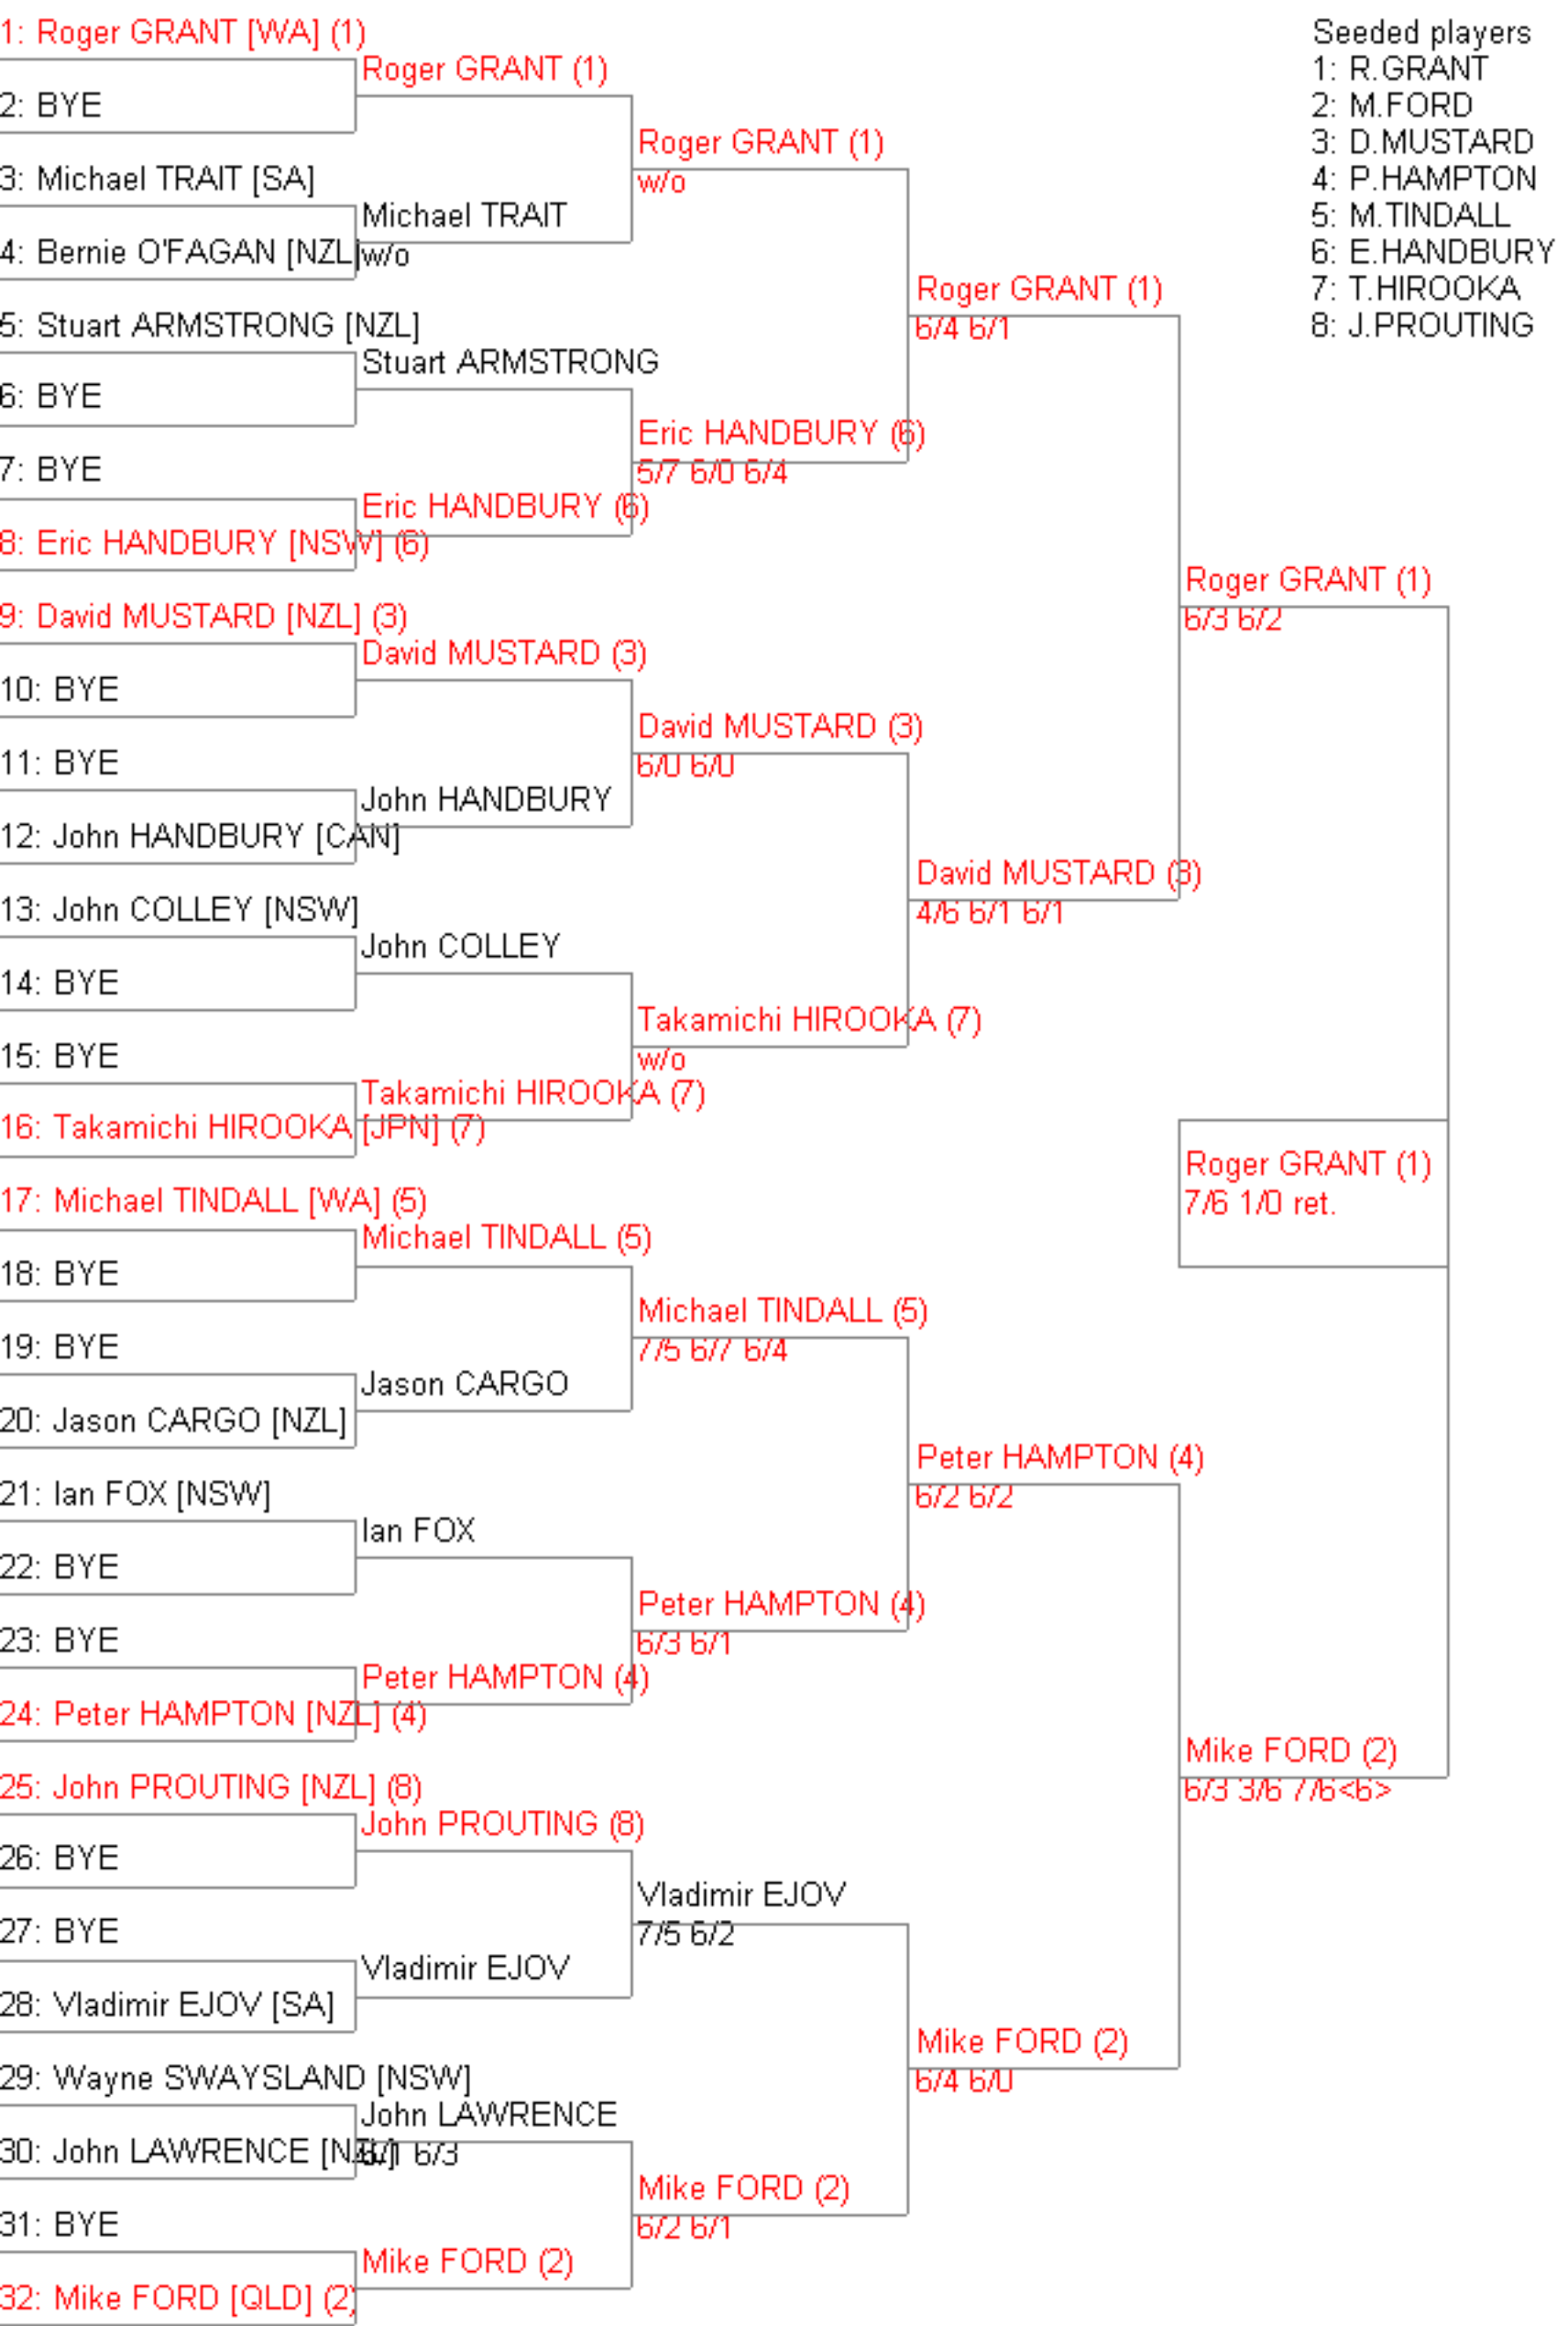 1: Roger GRANT [WA] (1)
2: BYE
3: Michael TRAIT [SA]
4: Bernie O'FAGAN [NZL]
5: Stuart ARMSTRONG [NZL]
6: BYE
7: BYE
8: Eric HANDBURY [NSW] (6)
9: David MUSTARD [NZL] (3)
10: BYE
11: BYE
12: John HANDBURY [CAN]
13: John COLLEY [NSW]
14: BYE
15: BYE
16: Takamichi HIROOKA [JPN] (7)
17: Michael TINDALL [WA] (5)
18: BYE
19: BYE
20: Jason CARGO [NZL]
21: Ian FOX [NSW]
22: BYE
23: BYE
24: Peter HAMPTON [NZL] (4)
25: John PROUTING [NZL] (8)
26: BYE
27: BYE
28: Vladimir EJOV [SA]
29: Wayne SWAYSLAND [NSW]
30: John LAWRENCE [NZL]
31: BYE
32: Mike FORD [QLD] (2)
Roger GRANT (1)
Michael TRAIT
w/o
Stuart ARMSTRONG
Eric HANDBURY (6)
David MUSTARD (3)
John HANDBURY
John COLLEY
Takamichi HIROOKA (7)
Michael TINDALL (5)
Jason CARGO
Ian FOX
Peter HAMPTON (4)
John PROUTING (8)
Vladimir EJOV
John LAWRENCE
6/3
Mike FORD (2)
Roger GRANT (1)
w/o
Eric HANDBURY (6)
5/7 6/0 6/4
David MUSTARD (3)
6/0 6/0
Takamichi HIROOKA (7)
w/o
Michael TINDALL (5)
7/5 6/7 6/4
Peter HAMPTON (4)
6/3 6/1
Vladimir EJOV
7/5 6/2
Mike FORD (2)
6/2 6/1
Roger GRANT (1)
6/4 6/1
David MUSTARD (3)
4/6 6/1 6/1
Peter HAMPTON (4)
6/2 6/2
Mike FORD (2)
6/4 6/0
Roger GRANT (1)
6/3 6/2
Roger GRANT (1)
7/6 1/0 ret.
Mike FORD (2)
6/3 3/6 7/6<6>
Seeded players
1: R.GRANT
2: M.FORD
3: D.MUSTARD
4: P.HAMPTON
5: M.TINDALL
6: E.HANDBURY
7: T.HIROOKA
8: J.PROUTING